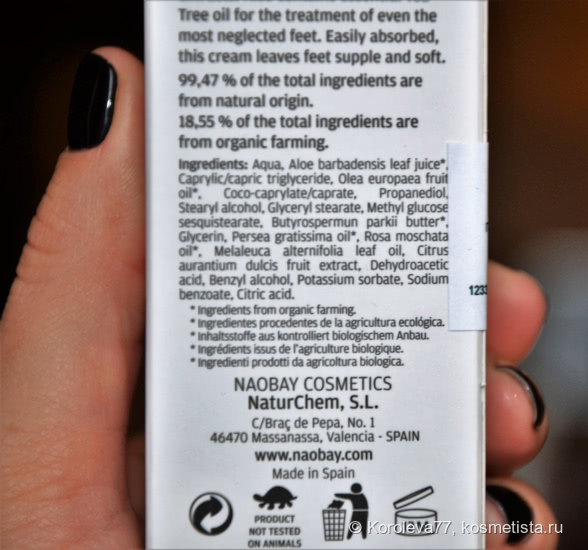 Tree oil for the treatment of even the
most neglected feet. Easily absorbed,
this cream leaves feet supple and soft.
99,47 % of the total ingredients are
from natural origin.
18,55 % of the total ingredients are
from organic farming.
Ingredients: Aqua, Aloe barbadensis leaf juice*,
Caprylic/capric triglyceride, Olea europaea fruit
oil*, Coco-caprylate/caprate, Propanediol,
Stearyl alcohol, Glyceryl stearate, Methyl glucose
sesquistearate, Butyrospermun parkii butter*,
Glycerin, Persea gratissima oil*, Rosa moschata
oil*, Melaleuca alternifolia leaf oil, Citrus
aurantium dulcis fruit extract, Dehydroacetic
acid, Benzyl alcohol, Potassium sorbate, Sodium
benzoate, Citric acid.
* Ingredients from organic farming.
* Ingredientes procedentes de la agricultura ecológica.
* Inhaltsstoffe aus kontrolliert biologischem Anbau.
* Ingrédients issus de l'agriculture biologique.
* Ingredienti prodotti da agricoltura biologica.
1233
NAOBAY COSMETICS
NaturChem, S.L.
C/Braç de Pepa, No. 1
46470 Massanassa, Valencia - SPAIN
www.naobay.com
Made in Spain
PRODUCT
NOT TESTED
ON ANIMALS
© Koroleva77, kosmetista.ru